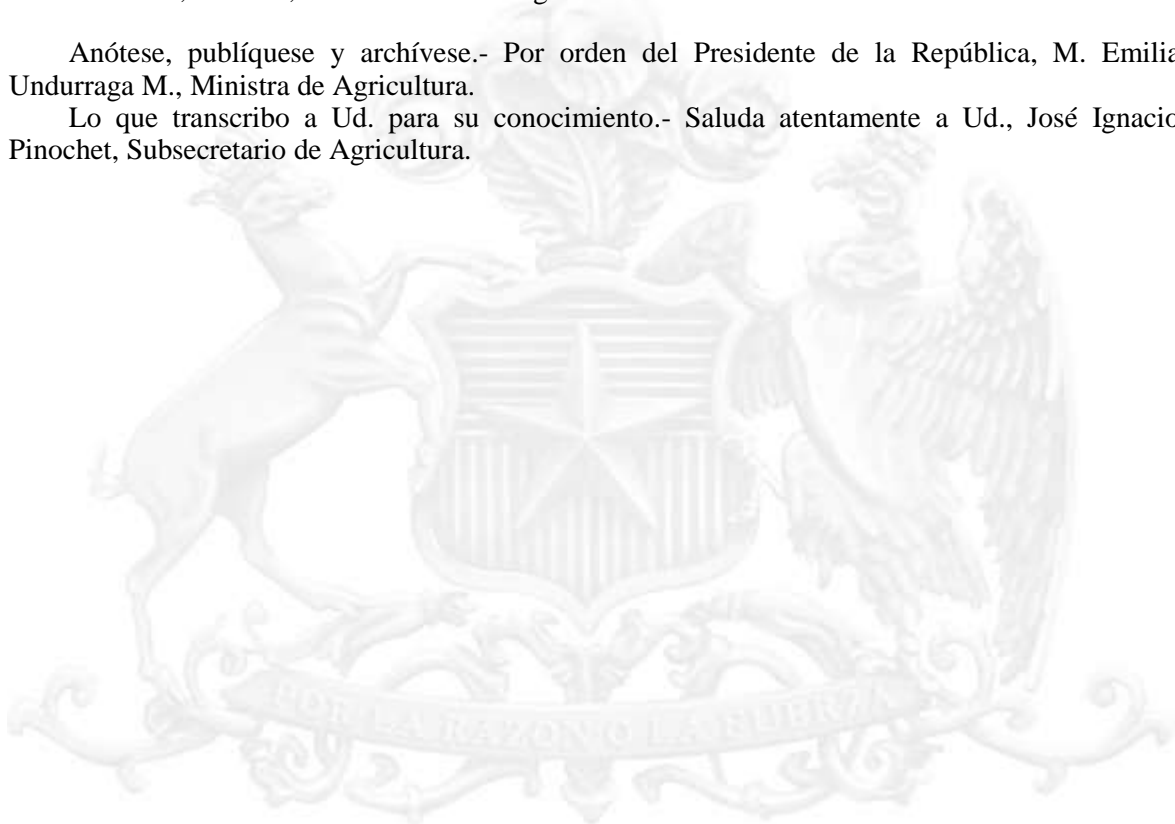 Anótese, publíquese y archívese.- Por orden del Presidente de la República, M. Emilia
Undurraga M., Ministra de Agricultura.
Lo que transcribo a Ud. para su conocimiento.- Saluda atentamente a Ud., José Ignacio
Pinochet, Subsecretario de Agricultura.
POR LA RAZON O LA FUERZA